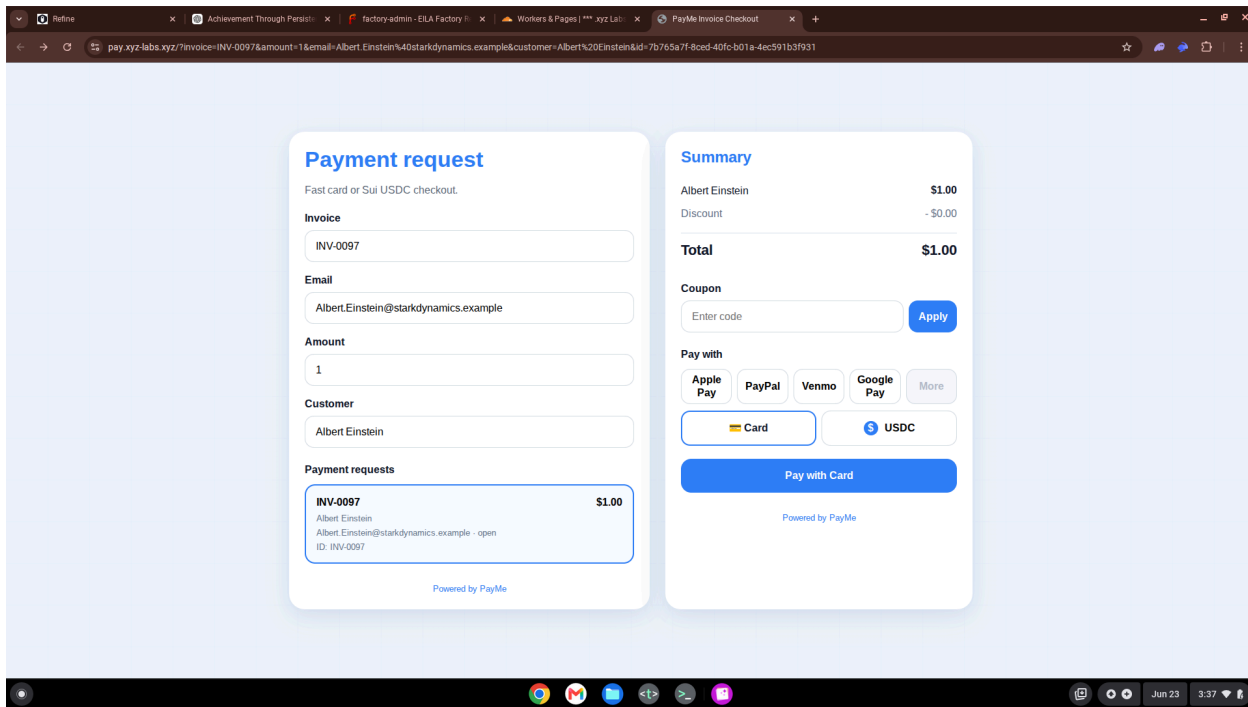 Refine
Achievement Through Persiste
factory-admin - EILA Factory R
Workers & Pages | *** .xyz Lab
PayMe Invoice Checkout
pay.xyz-labs.xyz/?invoice=INV-0097&amount=1&email=Albert.Einstein%40starkdynamics.example&customer=Albert%20Einstein&id=7b765a7f-8ced-40fc-b01a-4ec591b3f931
Payment request
Fast card or Sui USDC checkout.
Invoice
INV-0097
Email
Albert.Einstein@starkdynamics.example
Amount
1
Customer
Albert Einstein
Payment requests
INV-0097 $1.00
Albert Einstein
Albert.Einstein@starkdynamics.example · open
ID: INV-0097
Powered by PayMe
Summary
Albert Einstein $1.00
Discount - $0.00
Total $1.00
Coupon
Enter code
Apply
Pay with
Apple Pay
PayPal
Venmo
Google Pay
More
Card
$ USDC
Pay with Card
Powered by PayMe
<t>
>_
Jun 23
3:37